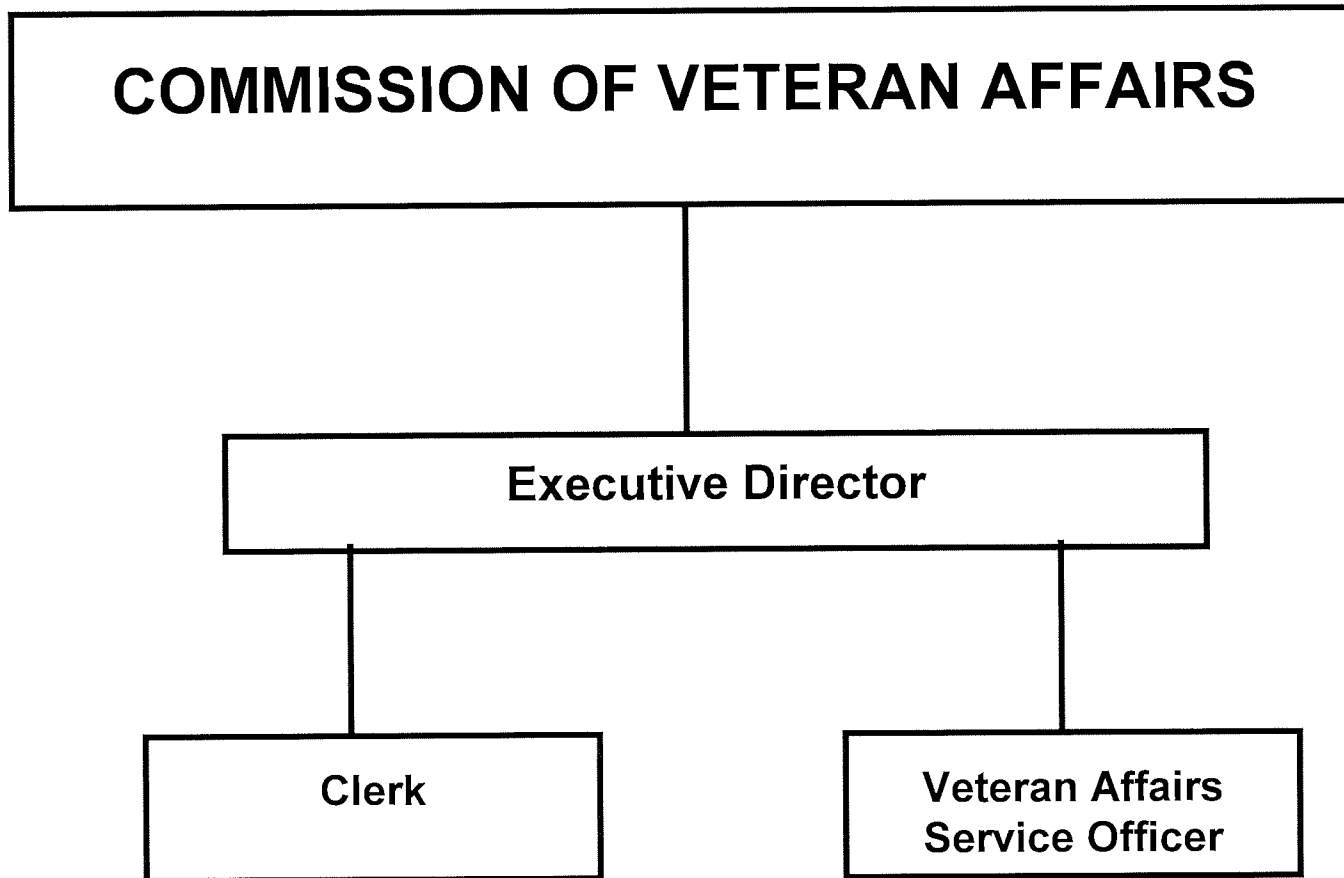 COMMISSION OF VETERAN AFFAIRS
Executive Director
Clerk
Veteran Affairs
Service Officer